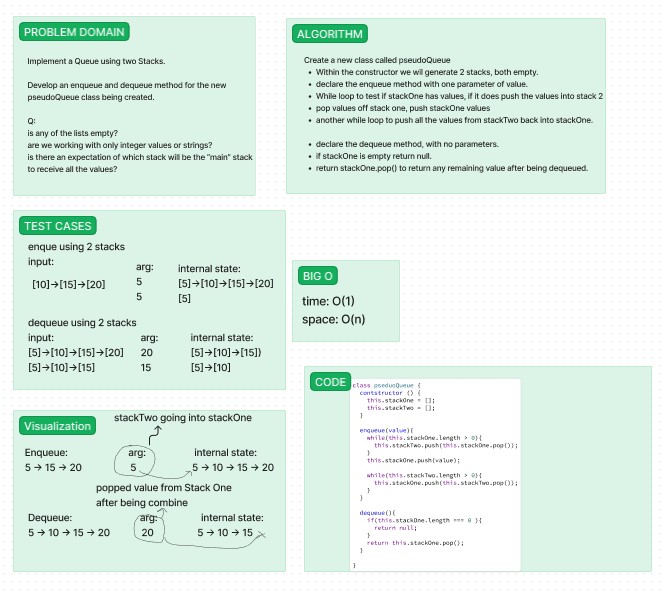 PROBLEM DOMAIN
Implement a Queue using two Stacks.
Develop an enqueue and dequeue method for the new
pseudoQueue class being created.
Q:
is any of the lists empty?
are we working with only integer values or strings?
is there an expectation of which stack will be the "main" stack
to receive all the values?
ALGORITHM
Create a new class called pseudoQueue
• Within the constructor we wil generate 2 stacks, both empty.
• declare the enqueue method with one parameter of value.
• While loop to test if stackOne has values, if it does push the values into stack 2
• pop values off stack one, push stackOne values
• another while loop to push all the values from stackTwo back into stackOne.
• declare the dequeue method, with no parameters.
• if stackOne is empty return null.
• return stackOne.pop() to return any remaining value after being dequeued.
TEST CASES
enque using 2 stacks
input: arg: internal state:
[10]→[15]→[20] 5 [5]→[10]→[15]→[20]
5 [5]
dequeue using 2 stacks
input: arg: internal state:
[5]→[10]→[15]→[20] 20 [5]→[10]→[15])
[5]→[10]→[15] 15 [5]→[10]
BIG O
time: O(1)
space: O(n)
Visualization
stackTwo going into stackOne
Enqueue: arg: internal state:
5 → 15 → 20 5 5 → 10 → 15 → 20
popped value from Stack One
after being combine
Dequeue: arg: internal state:
5 → 10 → 15 → 20 20 5 → 10 → 15
CODE
class pseduoQueue {
contstructor () {
this.stackOne = [];
this.stackTwo = [];
}
enqueue(value){
while(this.stackOne.length > 0){
this.stackTwo.push(this.stackOne.pop());
}
this.stackOne.push(value);
while(this.stackTwo.length > 0){
this.stackOne.push(this.stackTwo.pop());
}
}
dequeue(){
if(this.stackOne.length === 0 ){
return null;
}
return this.stackOne.pop();
}
}